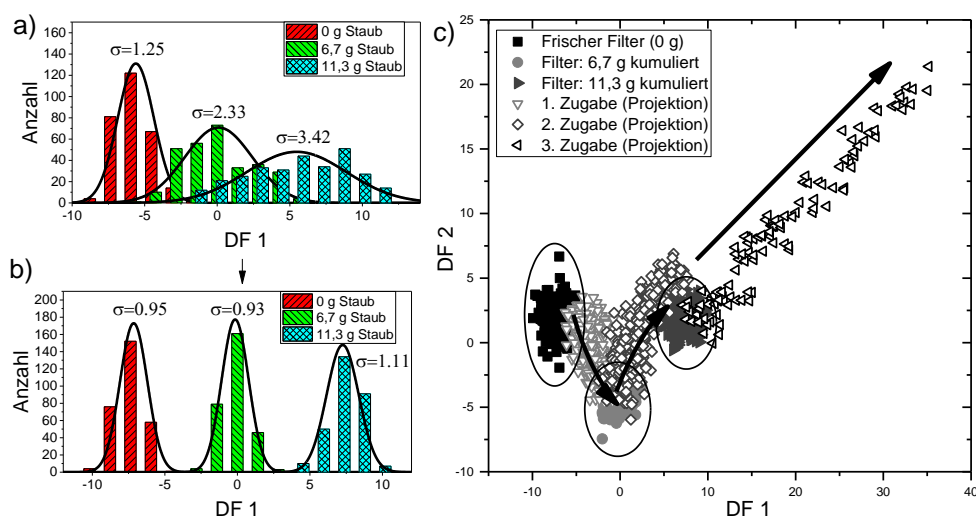 a)
160
140
120
100
80
60
40
20
0
Anzahl
σ=1.25
σ=2.33
σ=3.42
0 g Staub
6,7 g Staub
11,3 g Staub
-10 -5 0 5 10
DF 1
b)
200
180
160
140
120
100
80
60
40
20
0
Anzahl
σ=0.95
σ=0.93
σ=1.11
0 g Staub
6,7 g Staub
11,3 g Staub
-10 -5 0 5 10
DF 1
c)
25
20
15
10
5
0
-5
-10
DF 2
Frischer Filter (0 g)
Filter: 6,7 g kumuliert
Filter: 11,3 g kumuliert
1. Zugabe (Projektion)
2. Zugabe (Projektion)
3. Zugabe (Projektion)
-10 0 10 20 30 40
DF 1